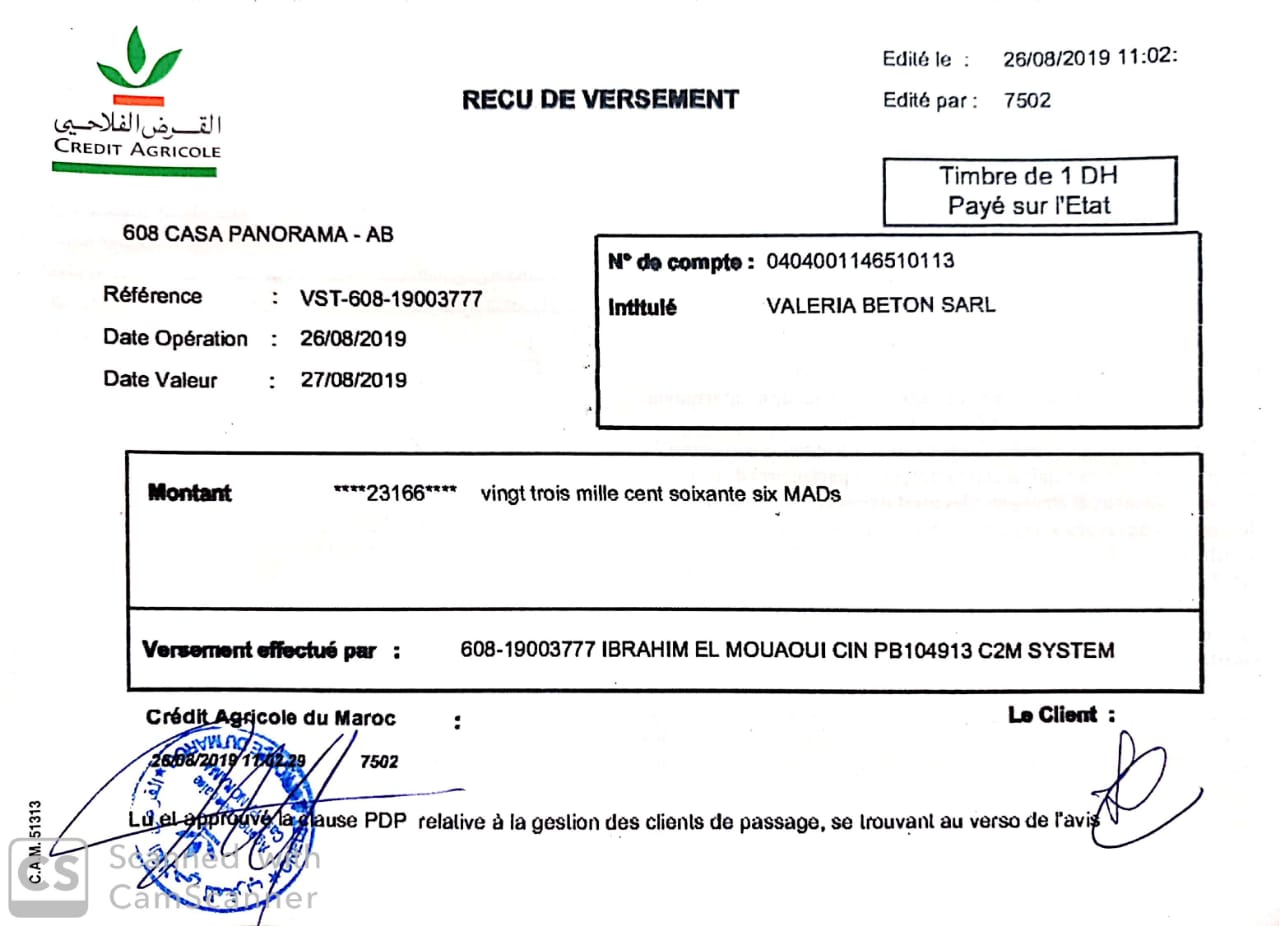 القرض الفلاحي
CREDIT AGRICOLE
Edité le : 26/08/2019 11:02:
Edité par : 7502
RECU DE VERSEMENT
Timbre de 1 DH
Payé sur l'Etat
608 CASA PANORAMA - AB
Référence : VST-608-19003777
Date Opération : 26/08/2019
Date Valeur : 27/08/2019
N° de compte : 0404001146510113
Intitulé VALERIA BETON SARL
Montant ****23166**** vingt trois mille cent soixante six MADs
Versement effectué par : 608-19003777 IBRAHIM EL MOUAOUI CIN PB104913 C2M SYSTEM
Crédit Agricole du Maroc :
Le Client :
26/08/2019 11:02:29 7502
Lu et approuvé la clause PDP relative à la gestion des clients de passage, se trouvant au verso de l'avis
C.A.M. 51313
CS
Scanned with
CamScanner